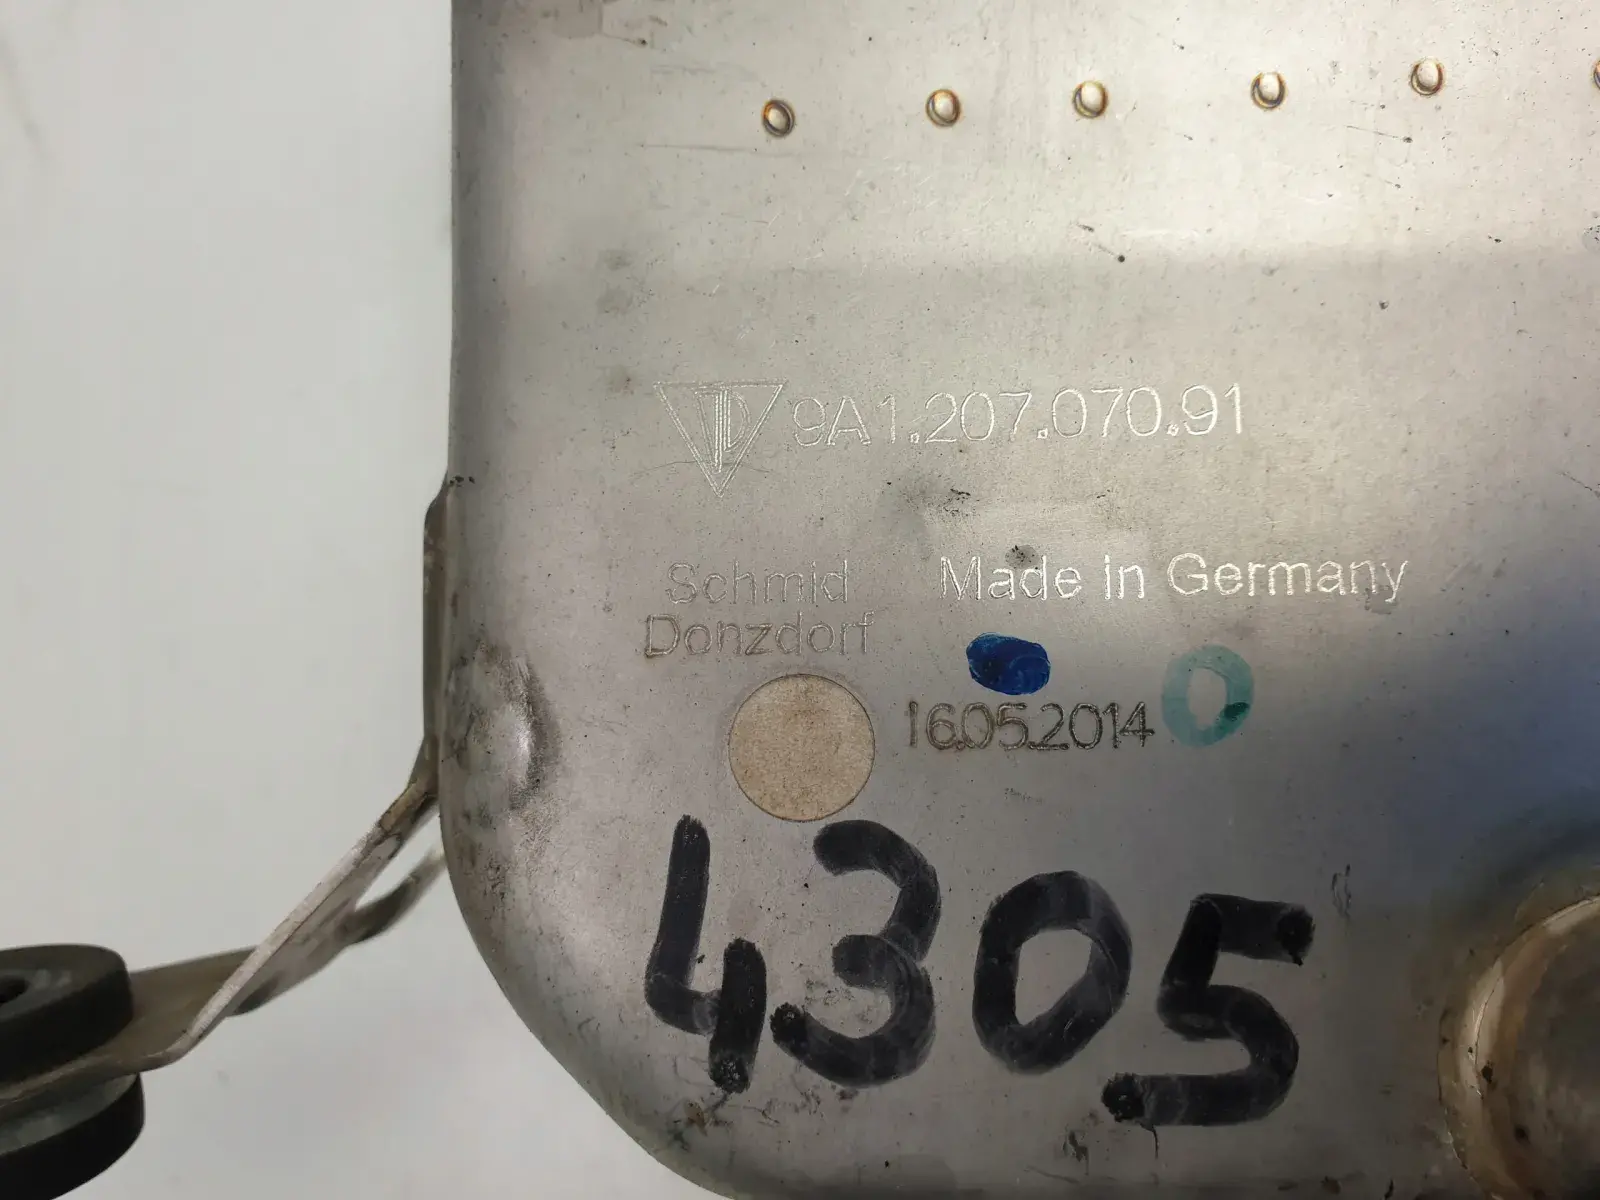 9A1.207.070.91
Schmid
Donzdorf
Made in Germany
16.05.2014
4305